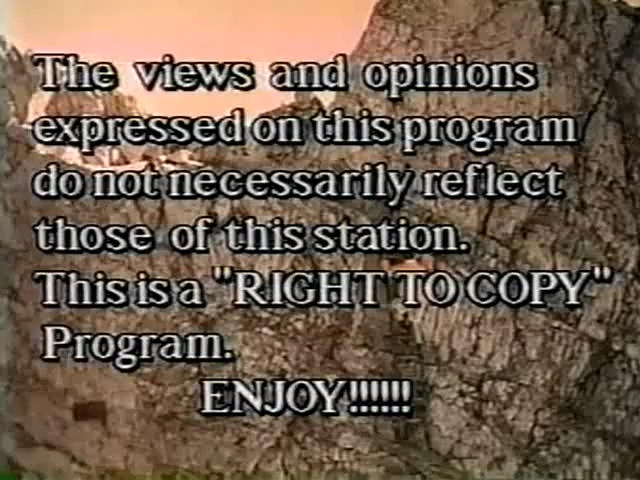 The views and opinions
expressed on this program
do not necessarily reflect
those of this station.
This is a "RIGHT TO COPY"
Program.
ENJOY!!!!!!